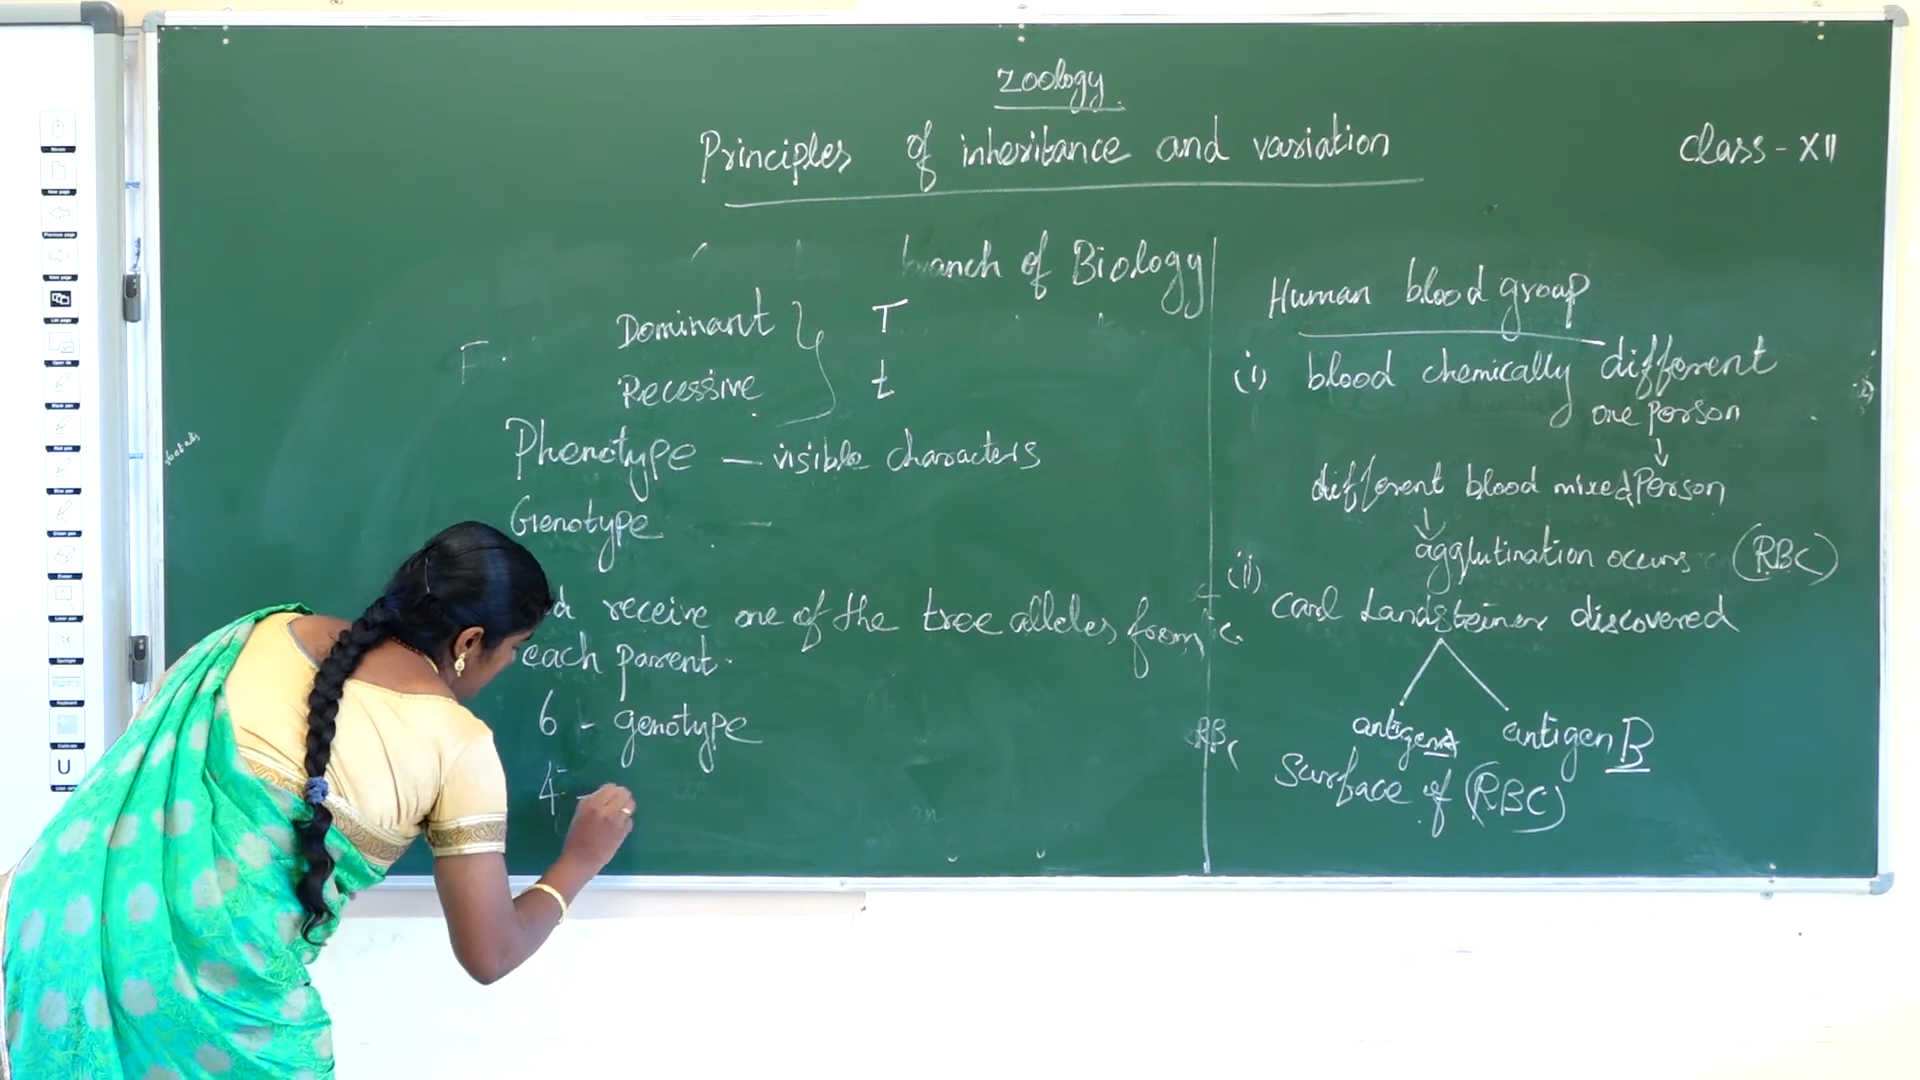 Zoology
Principles of inheritance and variation
Class - XII
branch of Biology
Dominant T
Recessive t
Phenotype — visible characters
Genotype —
receive one of the tree alleles from
each parent.
6 - genotype
4 -
Human blood group
(i) blood chemically different
one person
different blood mixed Person
agglutination occurs (RBC)
(ii) Carl Landsteiner discovered
antigen A antigen B
Surface of (RBC)